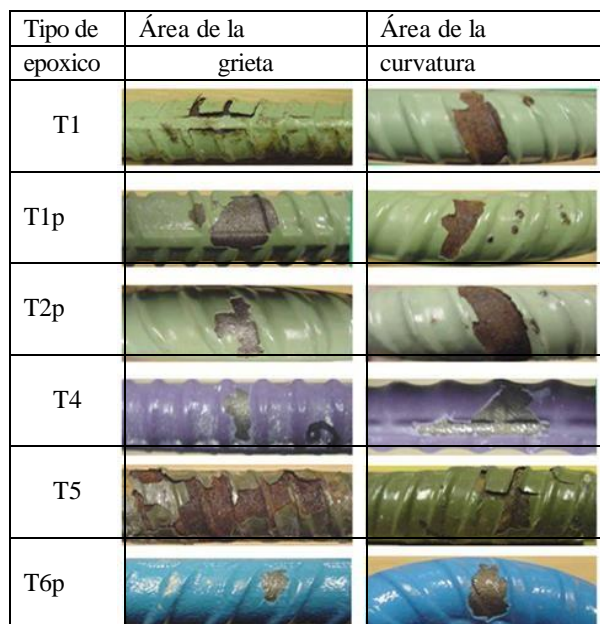 Tipo de Área de la Área de la
epoxico grieta curvatura
T1
T1p
T2p
T4
T5
T6p